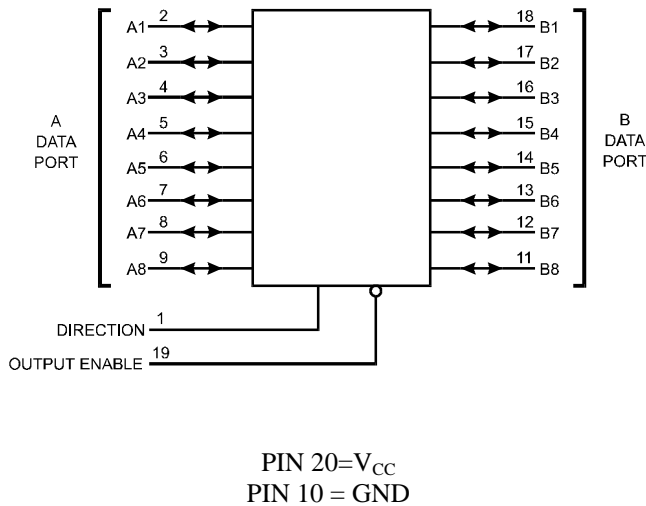 A1 2 18 B1
A2 3 17 B2
A3 4 16 B3
A DATA PORT
A4 5 15 B4
B DATA PORT
A5 6 14 B5
A6 7 13 B6
A7 8 12 B7
A8 9 11 B8
DIRECTION 1
OUTPUT ENABLE 19
PIN 20=VCC
PIN 10 = GND